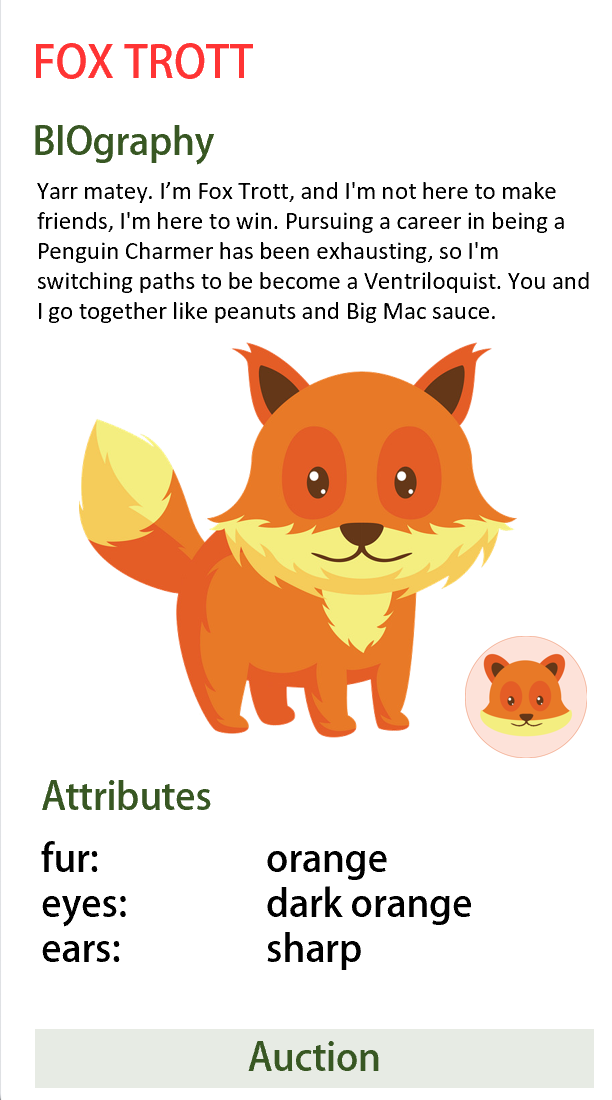 FOX TROTT
BIOgraphy
Yarr matey. I’m Fox Trott, and I'm not here to make
friends, I'm here to win. Pursuing a career in being a
Penguin Charmer has been exhausting, so I'm
switching paths to be become a Ventriloquist. You and
I go together like peanuts and Big Mac sauce.
Attributes
fur: orange
eyes: dark orange
ears: sharp
Auction